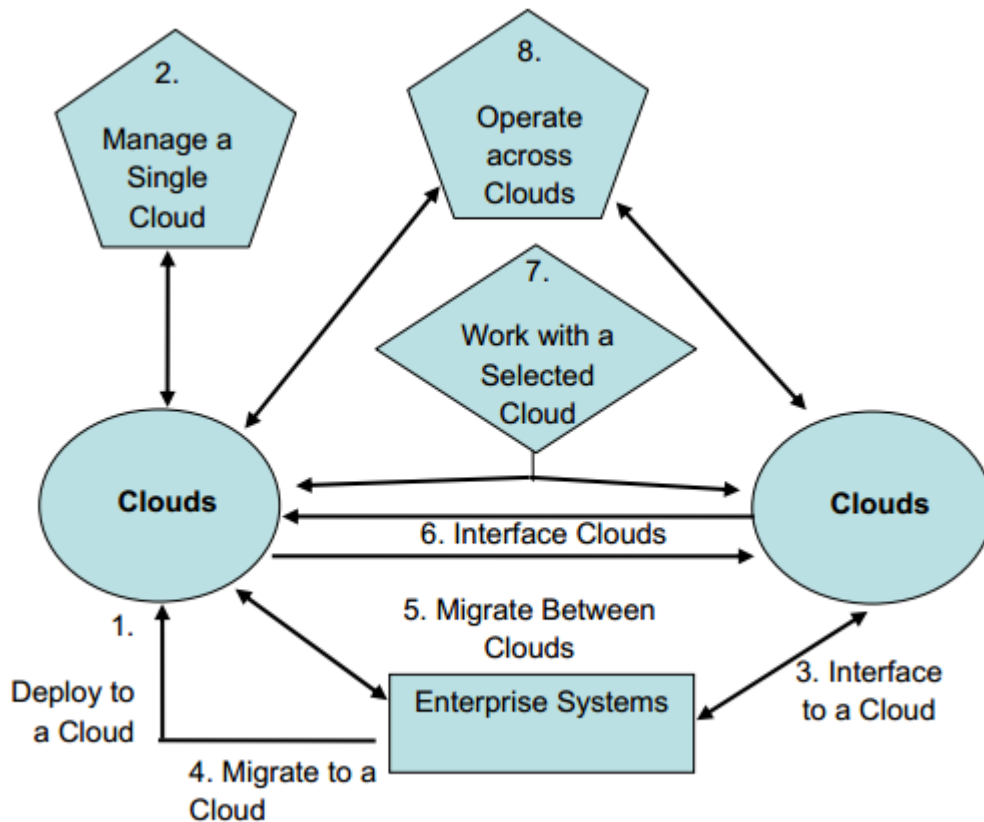 2.
Manage a
Single
Cloud
8.
Operate
across
Clouds
7.
Work with a
Selected
Cloud
Clouds
Clouds
6. Interface Clouds
1.
Deploy to
a Cloud
5. Migrate Between
Clouds
Enterprise Systems
3. Interface
to a Cloud
4. Migrate to a
Cloud